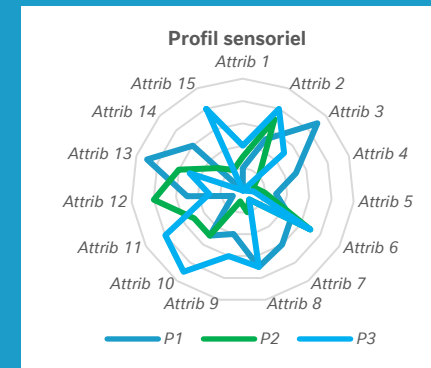 Profil sensoriel
Attrib 1
Attrib 15
Attrib 2
Attrib 14
Attrib 3
Attrib 13
Attrib 4
Attrib 12
Attrib 5
Attrib 11
Attrib 6
Attrib 10
Attrib 7
Attrib 9
Attrib 8
P1
P2
P3